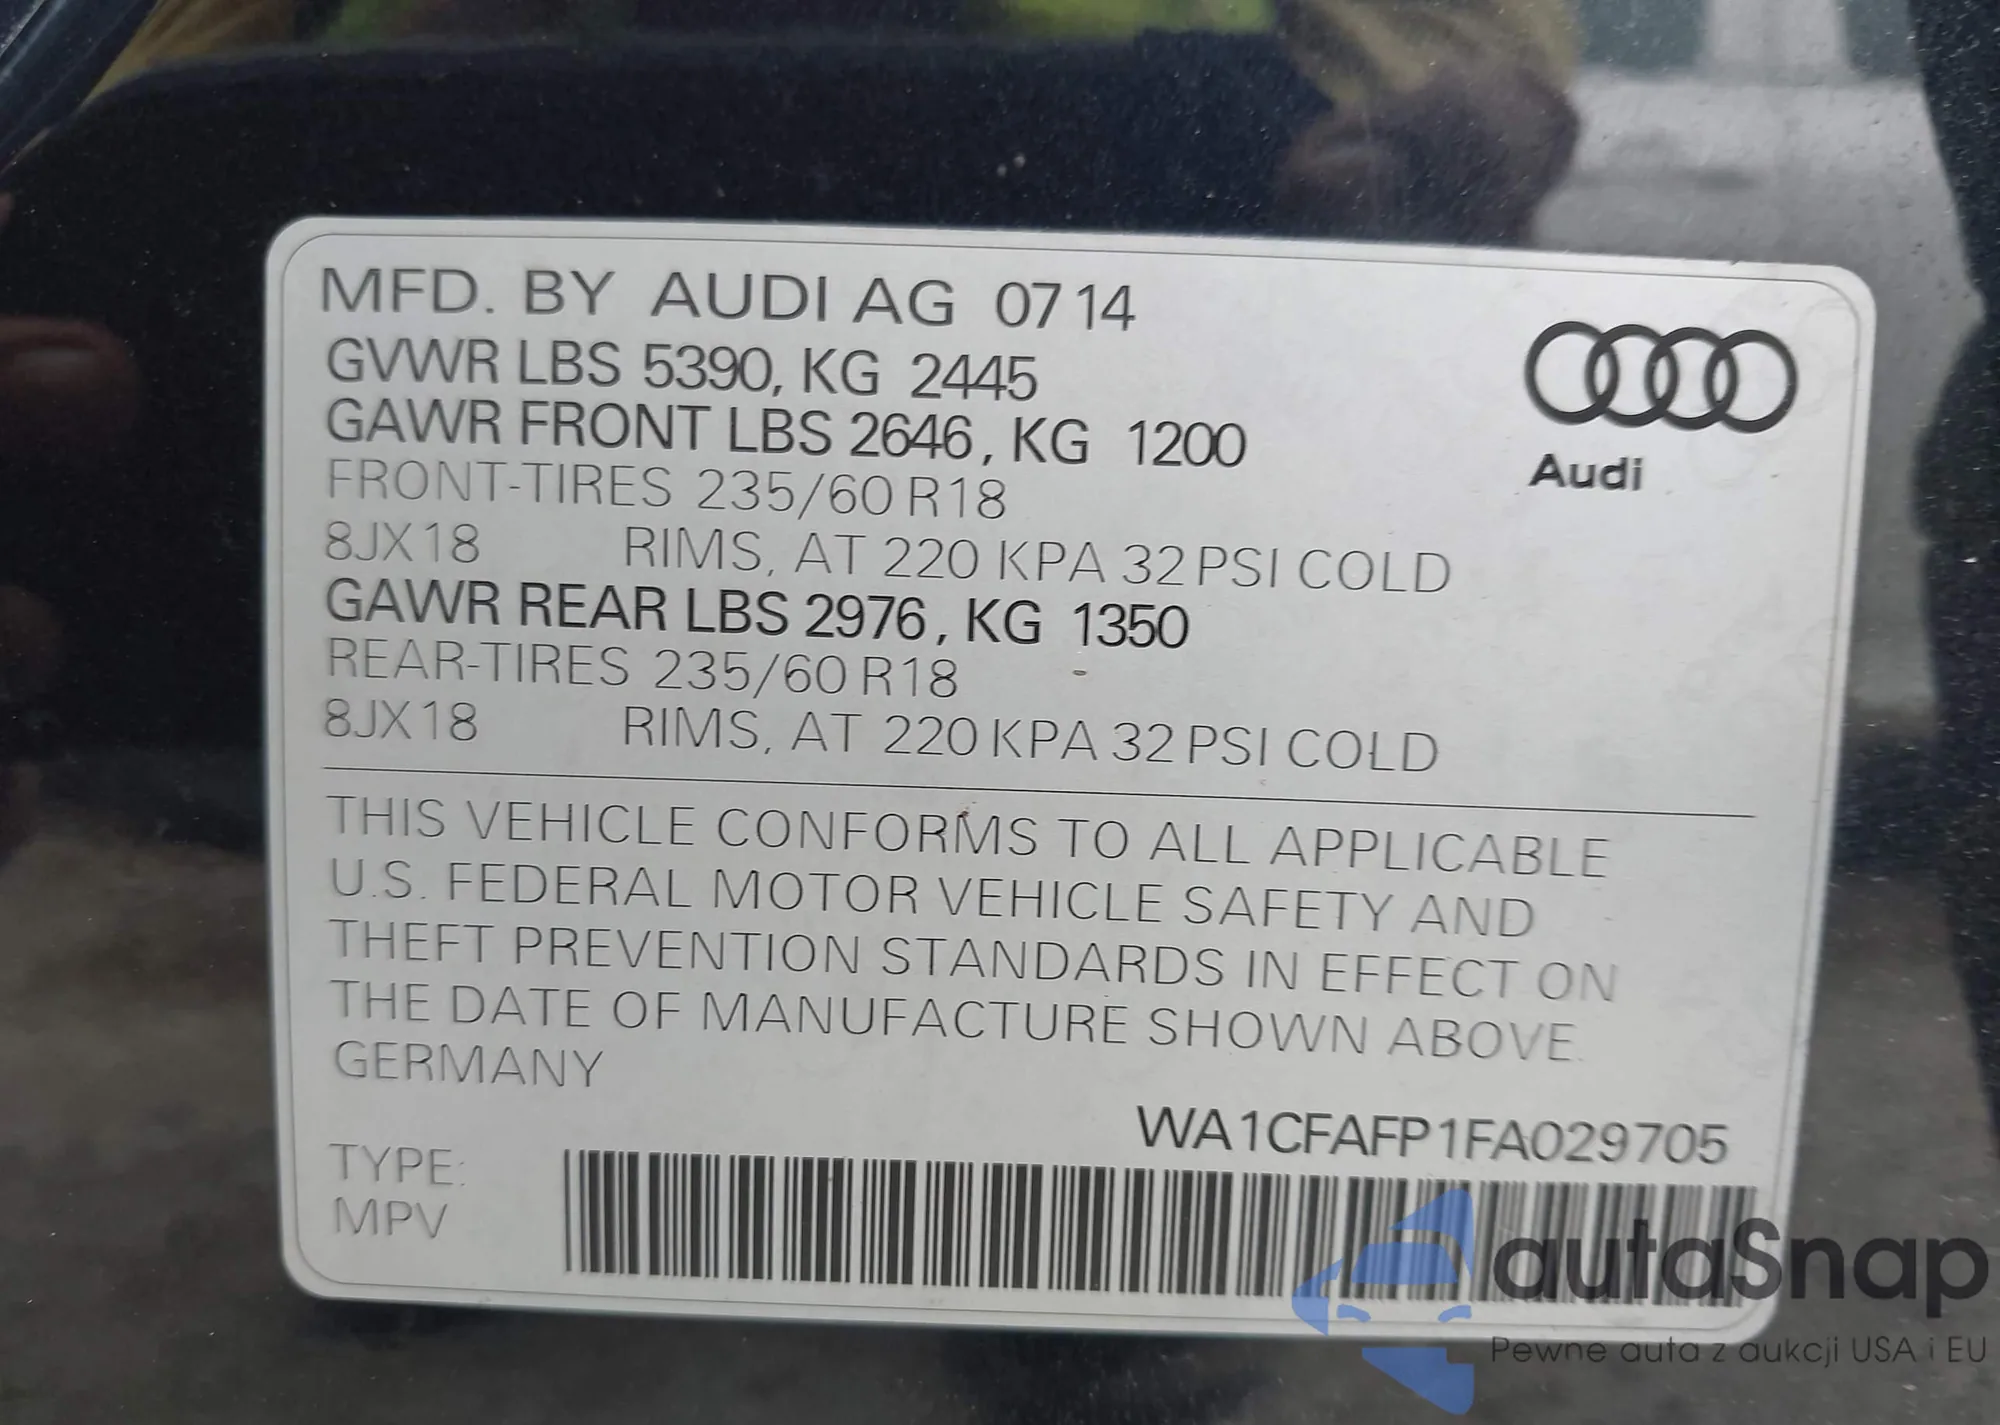 MFD. BY AUDI AG 07 14
GVWR LBS 5390, KG 2445
GAWR FRONT LBS 2646, KG 1200
FRONT-TIRES 235/60 R18
8JX18 RIMS, AT 220 KPA 32 PSI COLD
GAWR REAR LBS 2976, KG 1350
REAR-TIRES 235/60 R18
8JX18 RIMS, AT 220 KPA 32 PSI COLD
Audi
THIS VEHICLE CONFORMS TO ALL APPLICABLE
U.S. FEDERAL MOTOR VEHICLE SAFETY AND
THEFT PREVENTION STANDARDS IN EFFECT ON
THE DATE OF MANUFACTURE SHOWN ABOVE.
GERMANY
WA1CFAFP1FA029705
TYPE:
MPV
autaSnap
Pewne auta z aukcji USA i EU